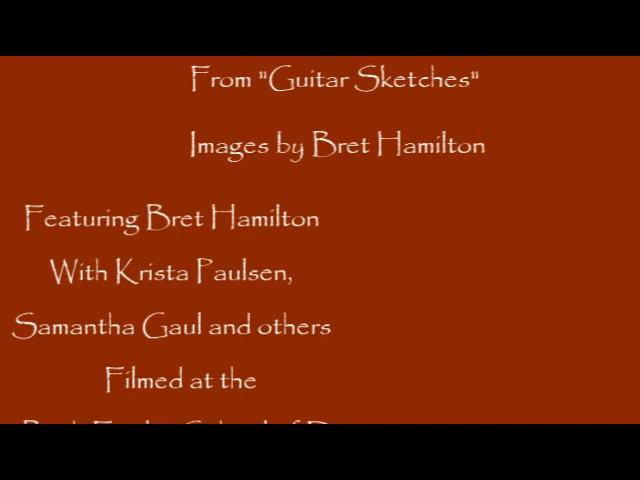 From "Guitar Sketches"
Images by Bret Hamilton
Featuring Bret Hamilton
With Krista Paulsen,
Samantha Gaul and others
Filmed at the